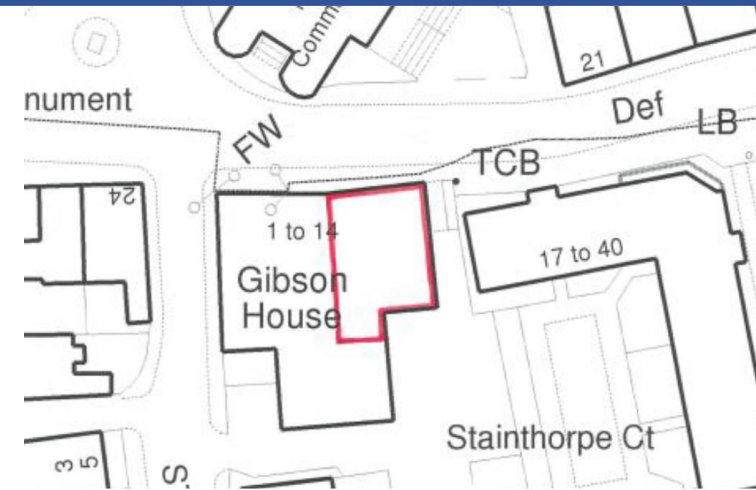 Comm
21
nument
FW
Def
LB
TCB
24
1 to 14
17 to 40
Gibson
House
Stainthorpe Ct
3
5
S